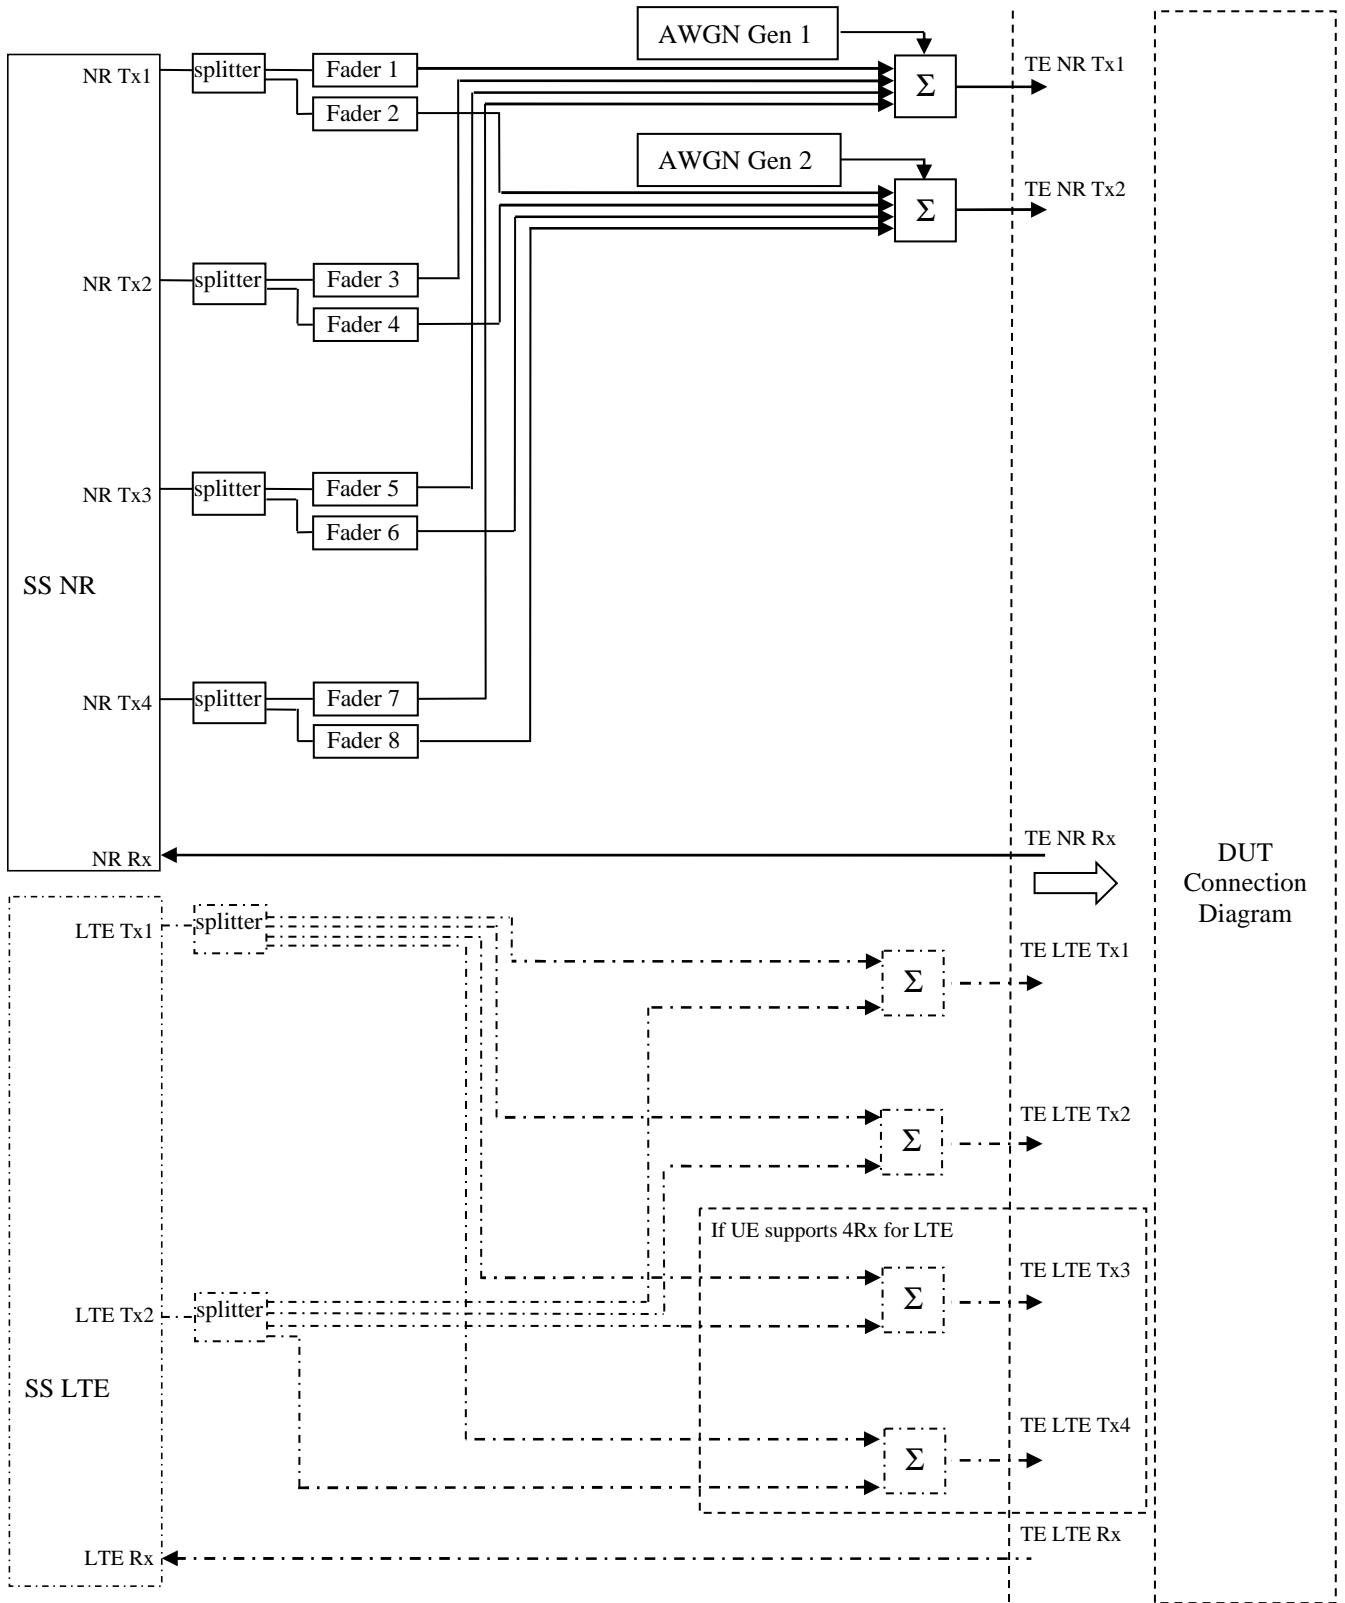 AWGN Gen 1
NR Tx1
splitter
Fader 1
Σ
TE NR Tx1
Fader 2
AWGN Gen 2
Σ
TE NR Tx2
NR Tx2
splitter
Fader 3
Fader 4
NR Tx3
splitter
Fader 5
Fader 6
SS NR
NR Tx4
splitter
Fader 7
Fader 8
NR Rx
TE NR Rx
DUT
Connection
Diagram
LTE Tx1
splitter
Σ
TE LTE Tx1
Σ
TE LTE Tx2
If UE supports 4Rx for LTE
LTE Tx2
splitter
Σ
TE LTE Tx3
SS LTE
Σ
TE LTE Tx4
LTE Rx
TE LTE Rx